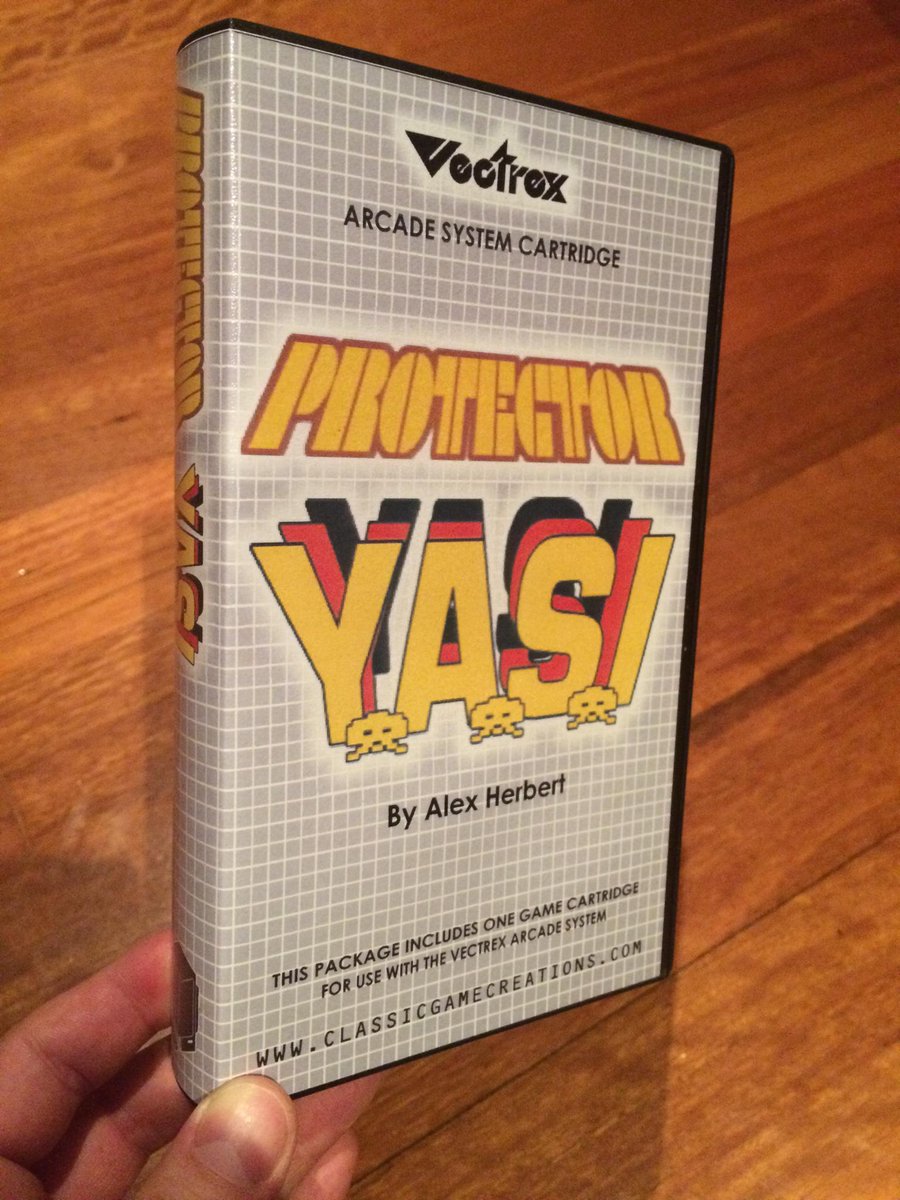 Vectrex
ARCADE SYSTEM CARTRIDGE
PROTECTOR
YASI
By Alex Herbert
THIS PACKAGE INCLUDES ONE GAME CARTRIDGE
FOR USE WITH THE VECTREX ARCADE SYSTEM
WWW.CLASSICGAMECREATIONS.COM
PROTECTOR
YASI